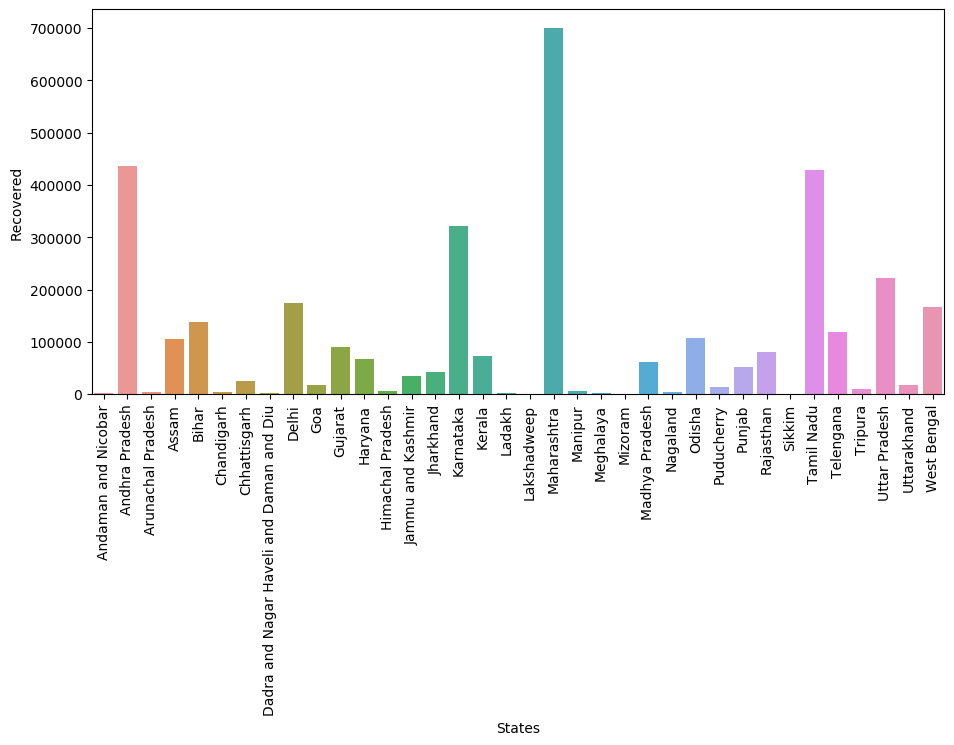 700000
600000
500000
400000
300000
200000
100000
0
Recovered
Andaman and Nicobar
Andhra Pradesh
Arunachal Pradesh
Assam
Bihar
Chandigarh
Chhattisgarh
Dadra and Nagar Haveli and Daman and Diu
Delhi
Goa
Gujarat
Haryana
Himachal Pradesh
Jammu and Kashmir
Jharkhand
Karnataka
Kerala
Ladakh
Lakshadweep
Maharashtra
Manipur
Meghalaya
Mizoram
Madhya Pradesh
Nagaland
Odisha
Puducherry
Punjab
Rajasthan
Sikkim
Tamil Nadu
Telengana
Tripura
Uttar Pradesh
Uttarakhand
West Bengal
States